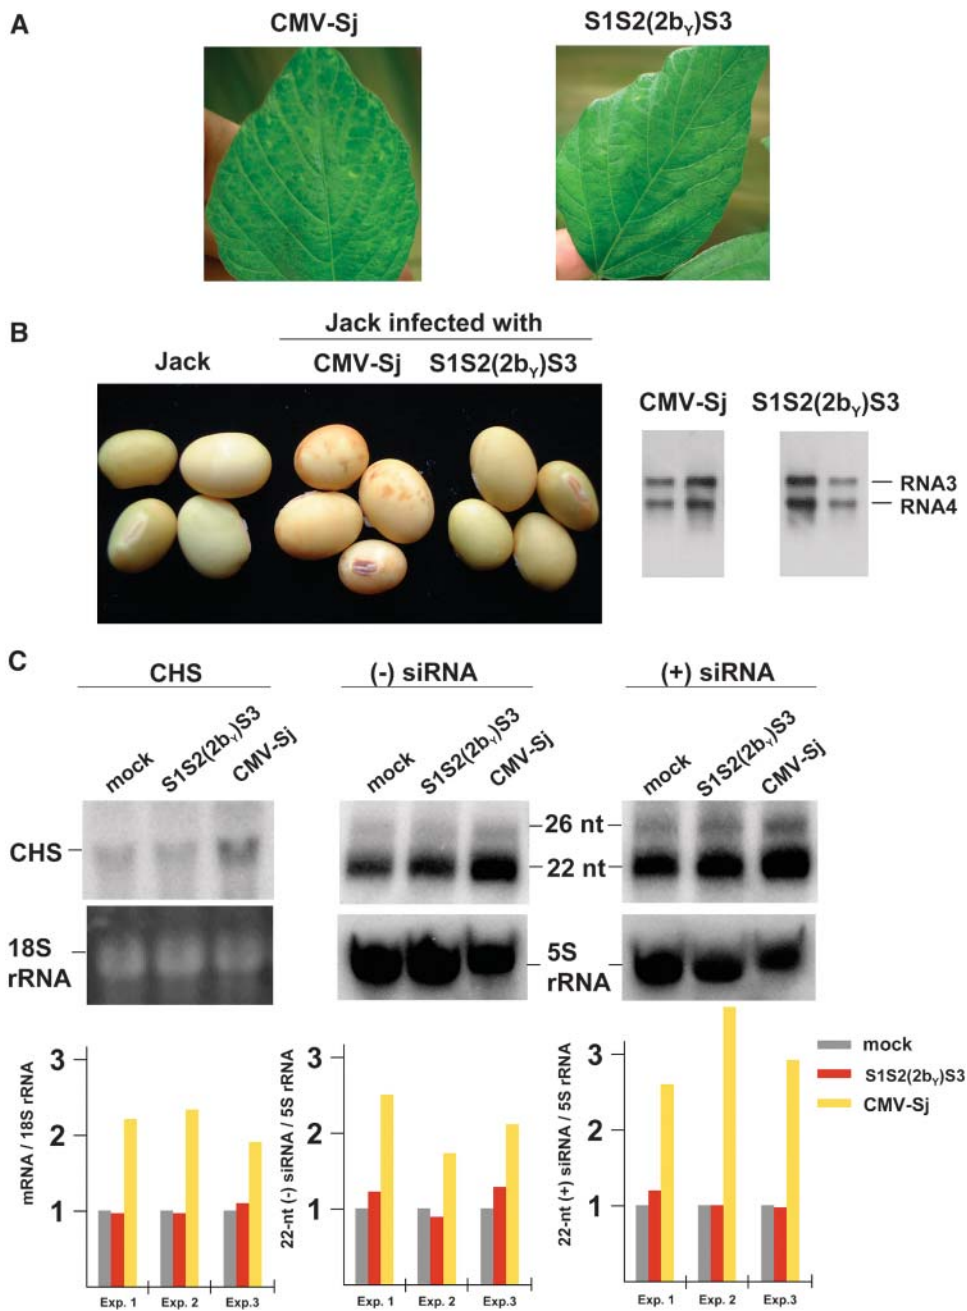 A
CMV-Sj S1S2(2bY)S3
B
Jack infected with
Jack CMV-Sj S1S2(2bY)S3
CMV-Sj S1S2(2bY)S3
RNA3
RNA4
C
CHS (-) siRNA (+) siRNA
mock S1S2(2bY)S3 CMV-Sj mock S1S2(2bY)S3 CMV-Sj mock S1S2(2bY)S3 CMV-Sj
26 nt
CHS 22 nt
18S rRNA 5S rRNA
mRNA / 18S rRNA
3
2
1
Exp. 1 Exp. 2 Exp.3
22-nt (-) siRNA / 5S rRNA
3
2
1
Exp. 1 Exp. 2 Exp.3
22-nt (+) siRNA / 5S rRNA
3
2
1
Exp. 1 Exp. 2 Exp.3
mock
S1S2(2bY)S3
CMV-Sj